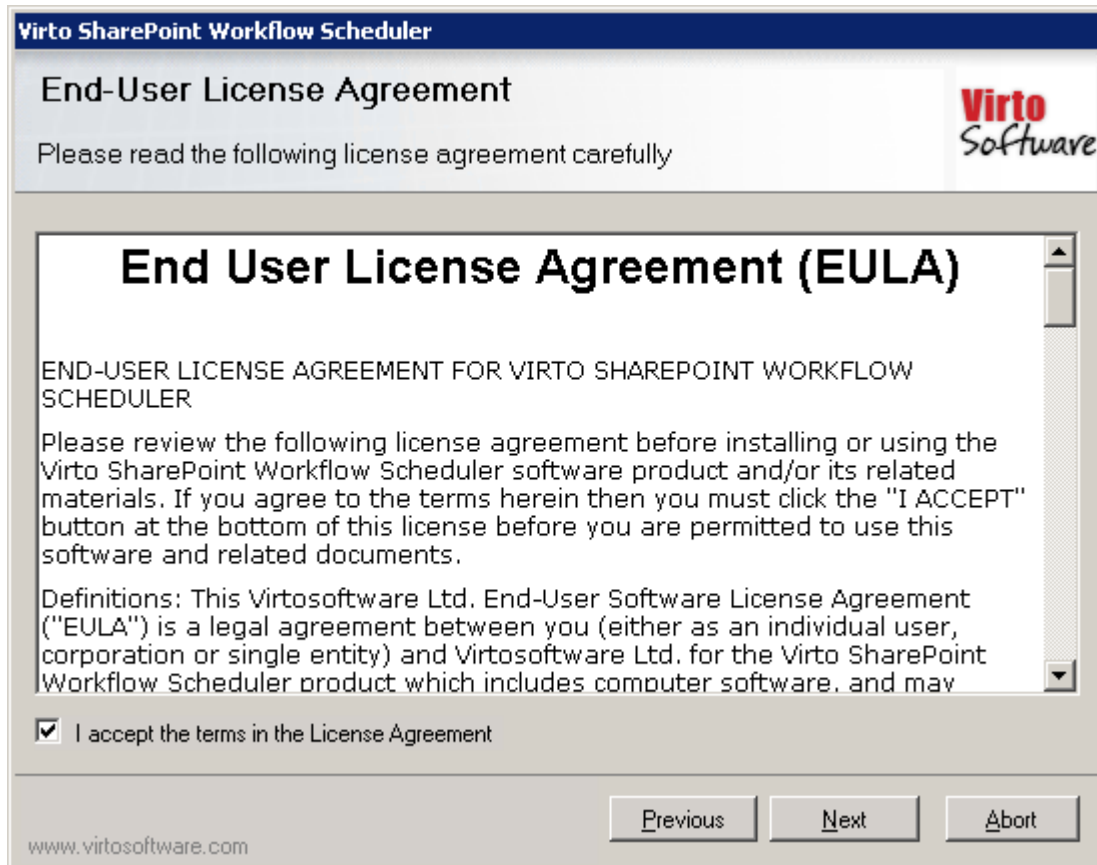 Virto SharePoint Workflow Scheduler
End-User License Agreement
Please read the following license agreement carefully
Virto
Software
End User License Agreement (EULA)
END-USER LICENSE AGREEMENT FOR VIRTO SHAREPOINT WORKFLOW
SCHEDULER
Please review the following license agreement before installing or using the
Virto SharePoint Workflow Scheduler software product and/or its related
materials. If you agree to the terms herein then you must click the "I ACCEPT"
button at the bottom of this license before you are permitted to use this
software and related documents.
Definitions: This Virtosoftware Ltd. End-User Software License Agreement
("EULA") is a legal agreement between you (either as an individual user,
corporation or single entity) and Virtosoftware Ltd. for the Virto SharePoint
Workflow Scheduler product which includes computer software, and may
I accept the terms in the License Agreement
Previous
Next
Abort
www.virtosoftware.com